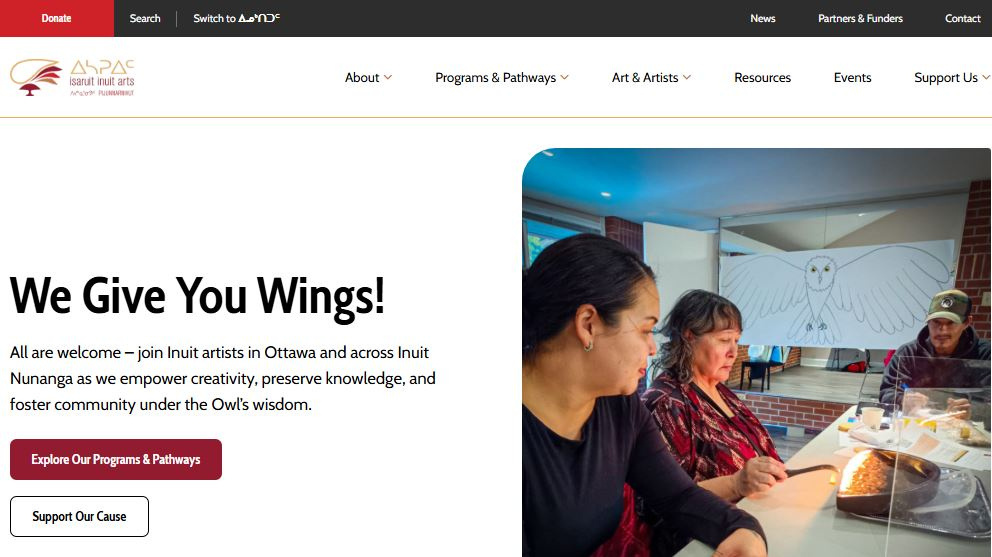 Donate
Search
Switch to ᐃᓄᒃᑎᑐᑦ
News
Partners & Funders
Contact
ᐃᓴᕈᐃᑦ
isaruit inuit arts
PIJUNNARNINUT
About
Programs & Pathways
Art & Artists
Resources
Events
Support Us
We Give You Wings!
All are welcome – join Inuit artists in Ottawa and across Inuit
Nunanga as we empower creativity, preserve knowledge, and
foster community under the Owl's wisdom.
Explore Our Programs & Pathways
Support Our Cause